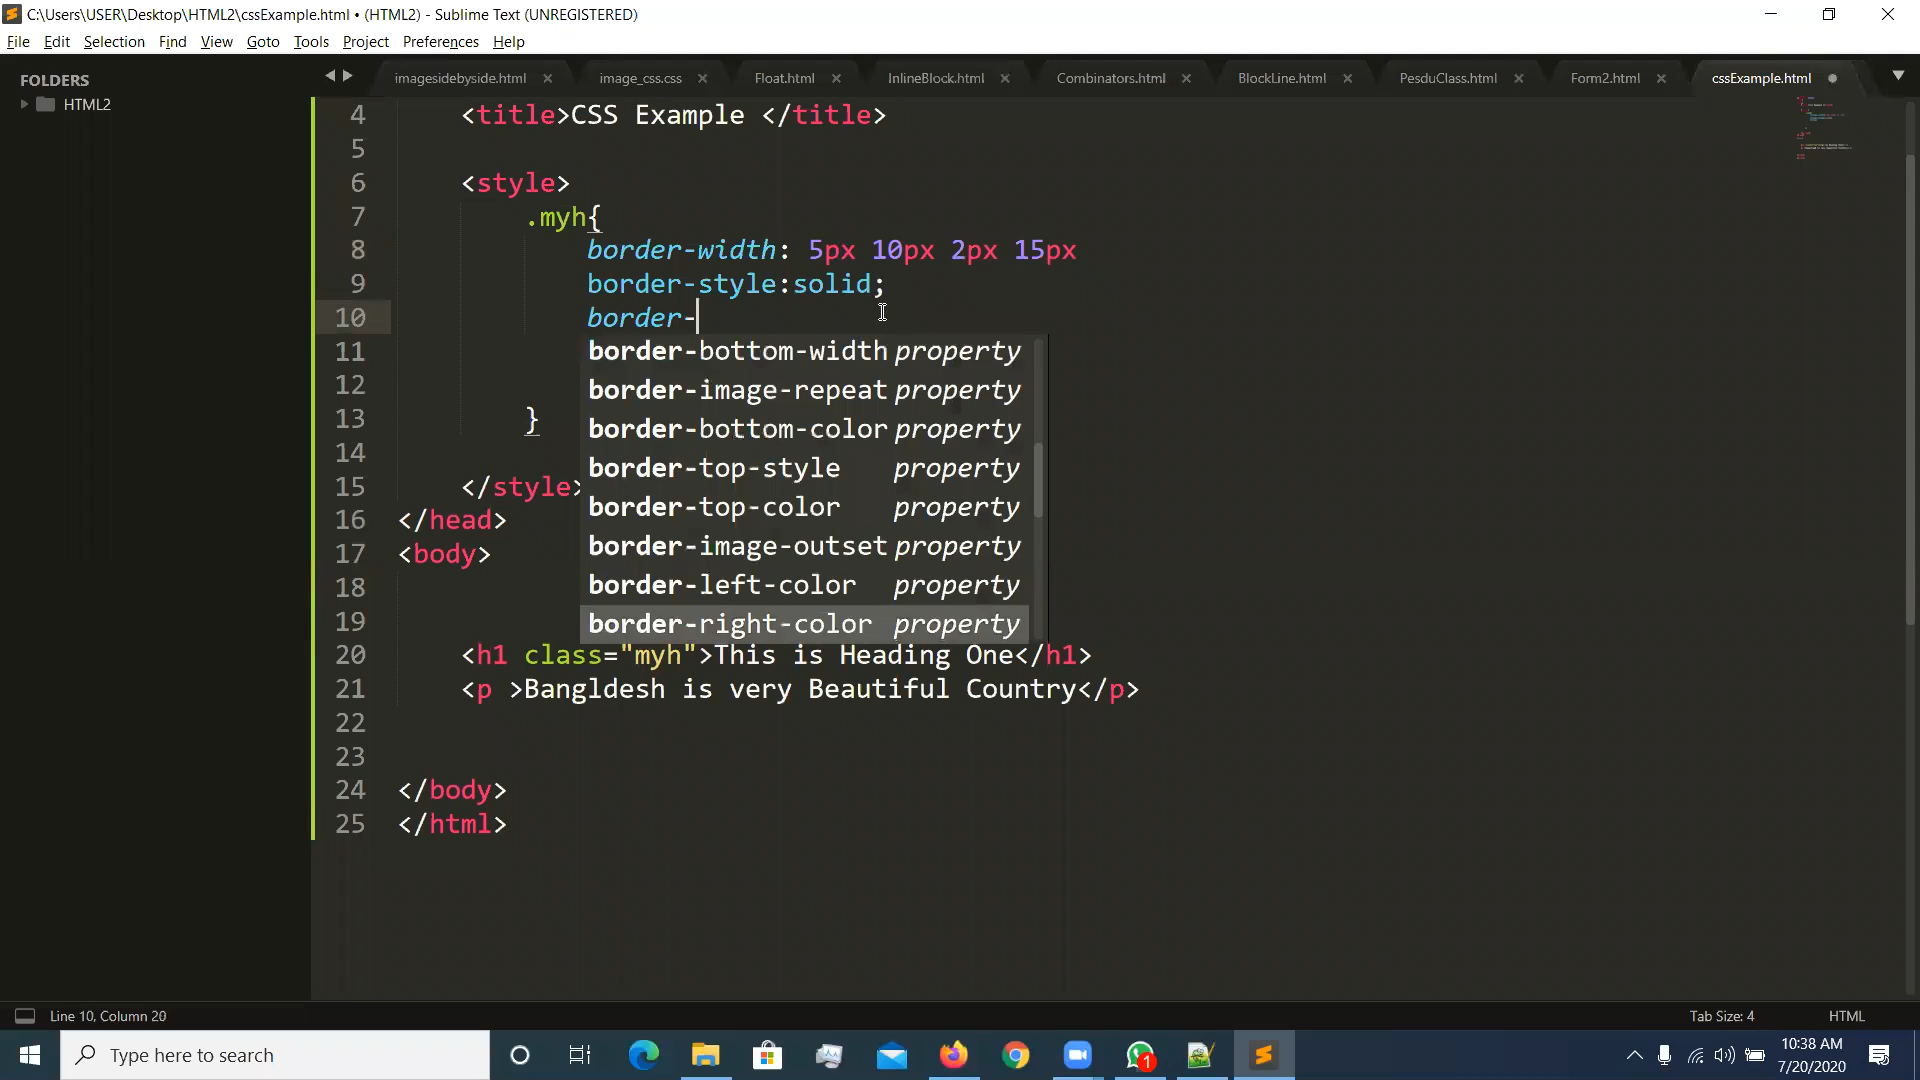 C:\Users\USER\Desktop\HTML2\cssExample.html • (HTML2) - Sublime Text (UNREGISTERED)
File Edit Selection Find View Goto Tools Project Preferences Help
FOLDERS
HTML2
imagesidebyside.html image_css.css Float.html InlineBlock.html Combinators.html BlockLine.html PesduClass.html Form2.html cssExample.html
4 <title>CSS Example </title>
5
6 <style>
7 .myh{
8 border-width: 5px 10px 2px 15px
9 border-style:solid;
10 border-
11 border-bottom-width property
border-image-repeat property
12
border-bottom-color property
13 }
14 border-top-style property
15 </style>
border-top-color property
16 </head>
17 <body> border-image-outset property
18 border-left-color property
19 border-right-color property
20 <h1 class="myh">This is Heading One</h1>
21 <p >Bangldesh is very Beautiful Country</p>
22
23
24 </body>
25 </html>
Line 10, Column 20 Tab Size: 4 HTML
Type here to search
1
10:38 AM
7/20/2020